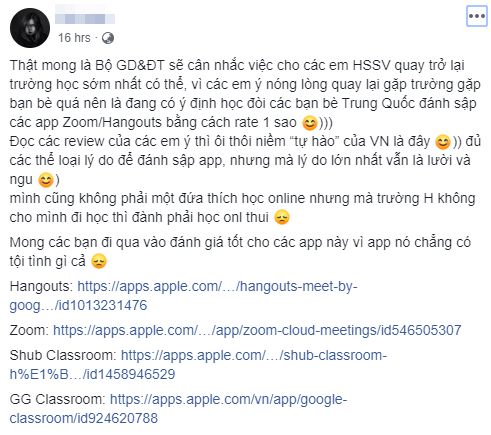 16 hrs ·
Thật mong là Bộ GD&ĐT sẽ cân nhắc việc cho các em HSSV quay trở lại
trường học sớm nhất có thể, vì các em ý nóng lòng quay lại gặp trường gặp
bạn bè quá nên là đang có ý định học đòi các bạn bè Trung Quốc đánh sập
các app Zoom/Hangouts bằng cách rate 1 sao 😊)))
Đọc các review của các em ý thì ôi thôi niềm “tự hào” của VN là đây 😊)) đủ
các thể loại lý do để đánh sập app, nhưng mà lý do lớn nhất vẫn là lười và
ngu 😊)
mình cũng không phải một đứa thích học online nhưng mà trường H không
cho mình đi học thì đành phải học onl thui 😞
Mong các bạn đi qua vào đánh giá tốt cho các app này vì app nó chẳng có
tội tình gì cả 😞
Hangouts: https://apps.apple.com/…/hangouts-meet-by-
goog…/id1013231476
Zoom: https://apps.apple.com/…/app/zoom-cloud-meetings/id546505307
Shub Classroom: https://apps.apple.com/…/shub-classroom-
h%E1%B…/id1458946529
GG Classroom: https://apps.apple.com/vn/app/google-
classroom/id924620788